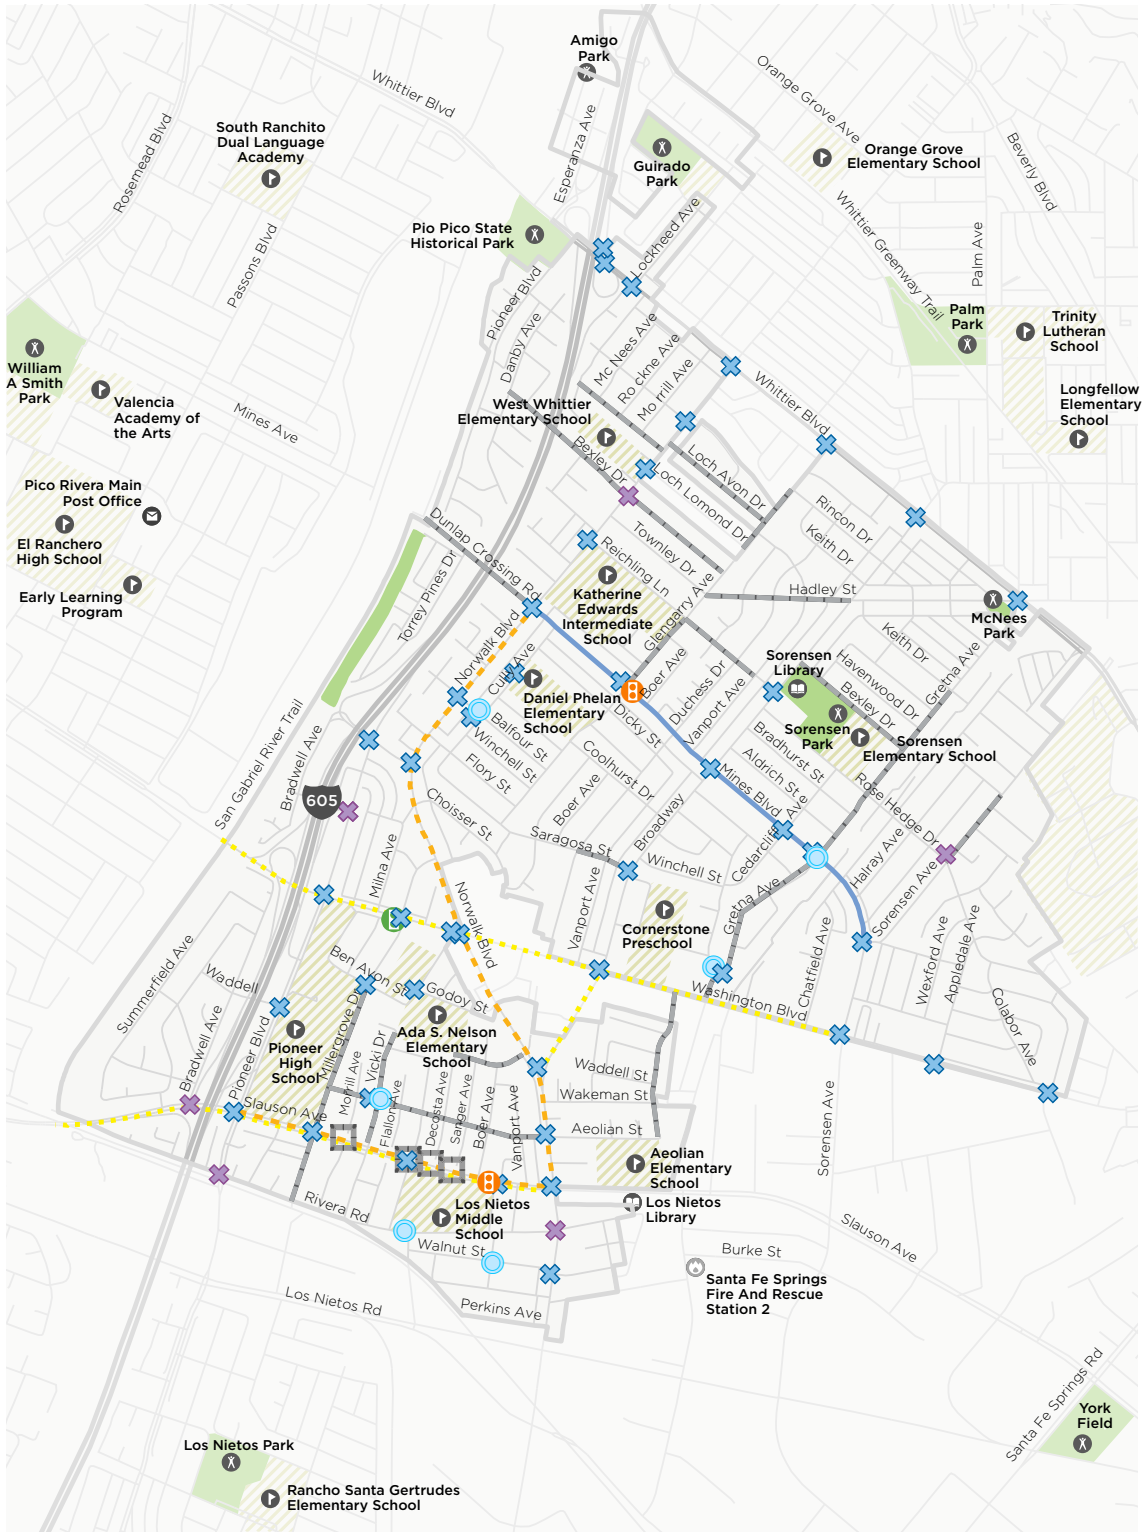 Amigo
Park
Whittier Blvd
Orange Grove Ave
Rosemead Blvd
South Ranchito
Dual Language
Academy
Esperanza Ave
Guirado
Park
Orange Grove
Elementary School
Beverly Blvd
Pio Pico State
Historical Park
Lockheed Ave
Whittier Greenway Trail
Palm Ave
Passons Blvd
Pioneer Blvd
Palm
Park
Trinity
Lutheran
School
William
A Smith
Park
Danby Ave
Mc Nees Ave
Ro ckne Ave
Mo rrill Ave
Whittier Blvd
Longfellow
Elementary
School
Valencia
Academy of
the Arts
Mines Ave
West Whittier
Elementary School
Bexley Dr
Loch Avon Dr
Loch Lomond Dr
Pico Rivera Main
Post Office
El Ranchero
High School
Early Learning
Program
Dunlap Crossing Rd
Townley Dr
Reichling Ln
Rincon Dr
Keith Dr
Hadley St
Torrey Pines Dr
Katherine
Edwards
Intermediate
School
Glengarry Ave
McNees
Park
Norwalk Blvd
Keith Dr
Havenwood Dr
Gretna Ave
Sorensen
Library
Bexley Dr
Boer Ave
Duchess Dr
Vanport Ave
Daniel Phelan
Elementary
School
Dicky St
Sorensen
Park
Sorensen
Elementary School
San Gabriel River Trail
Bradwell Ave
Balfour St
Winchell St
Flory St
Coolhurst Dr
Bradhurst St
Aldrich St
Mines Blvd
Rose Hedge Dr
605
Choisser St
Boer Ave
Broadway
Saragosa St
Winchell St
Cedarcliff Ave
Halray Ave
Milna Ave
Norwalk Blvd
Vanport Ave
Cornerstone
Preschool
Gretna Ave
Sorensen Ave
Chatfield Ave
Wexford Ave
Appledale Ave
Colabor Ave
Washington Blvd
Summerfield Ave
Waddell
Ben Avon St
Godoy St
Bradwell Ave
Pioneer Blvd
Pioneer
High
School
Millergrove Dr
Ada S. Nelson
Elementary
School
Vicki Dr
Morrill Ave
Flallon Ave
Decosta Ave
Sanger Ave
Boer Ave
Vanport Ave
Waddell St
Wakeman St
Aeolian St
Slauson Ave
Sorensen Ave
Aeolian
Elementary
School
Los Nietos
Library
Rivera Rd
Los Nietos
Middle
School
Walnut St
Slauson Ave
Burke St
Santa Fe Springs
Fire And Rescue
Station 2
Los Nietos Rd
Perkins Ave
Santa Fe Springs Rd
York
Field
Los Nietos Park
Rancho Santa Gertrudes
Elementary School